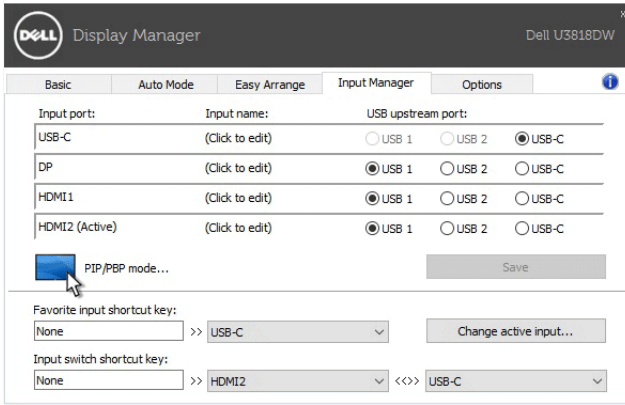 DELL Display Manager Dell U3818DW
Basic Auto Mode Easy Arrange Input Manager Options
Input port: Input name: USB upstream port:
USB-C (Click to edit) USB 1 USB 2 USB-C
DP (Click to edit) USB 1 USB 2 USB-C
HDMI1 (Click to edit) USB 1 USB 2 USB-C
HDMI2 (Active) (Click to edit) USB 1 USB 2 USB-C
PIP/PBP mode... Save
Favorite input shortcut key:
None >> USB-C Change active input...
Input switch shortcut key:
None >> HDMI2 <<>> USB-C